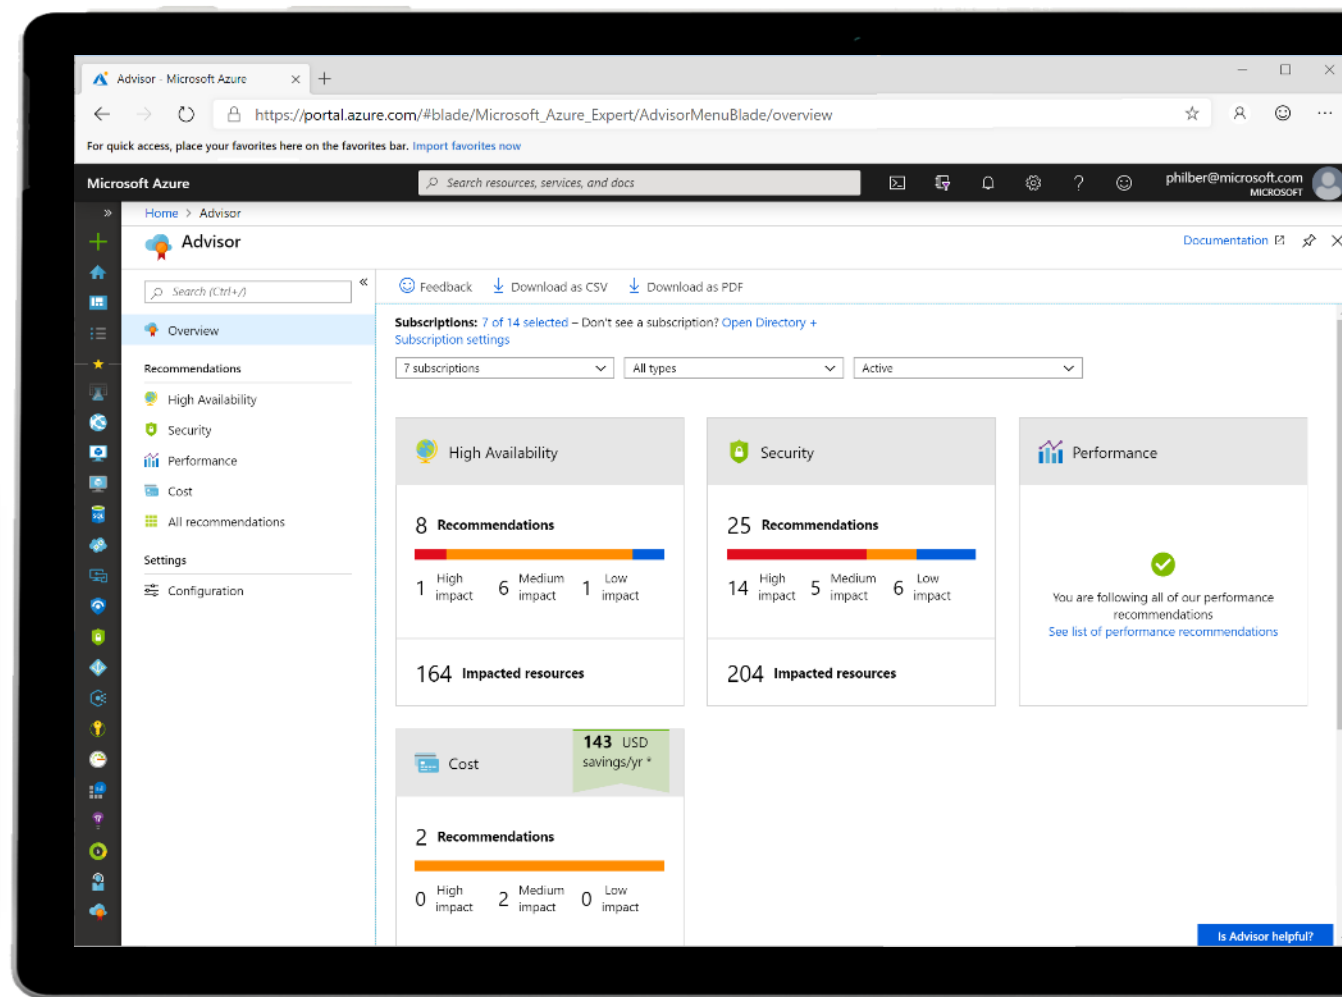 Advisor - Microsoft Azure
https://portal.azure.com/#blade/Microsoft_Azure_Expert/AdvisorMenuBlade/overview
For quick access, place your favorites here on the favorites bar. Import favorites now
Microsoft Azure
Search resources, services, and docs
philber@microsoft.com
MICROSOFT
Home > Advisor
Advisor
Documentation
Search (Ctrl+/)
Overview
Recommendations
High Availability
Security
Performance
Cost
All recommendations
Settings
Configuration
Feedback
Download as CSV
Download as PDF
Subscriptions: 7 of 14 selected – Don't see a subscription? Open Directory +
Subscription settings
7 subscriptions
All types
Active
High Availability
8 Recommendations
1 High impact
6 Medium impact
1 Low impact
164 Impacted resources
Security
25 Recommendations
14 High impact
5 Medium impact
6 Low impact
204 Impacted resources
Performance
You are following all of our performance
recommendations
See list of performance recommendations
Cost
143 USD
savings/yr *
2 Recommendations
0 High impact
2 Medium impact
0 Low impact
Is Advisor helpful?